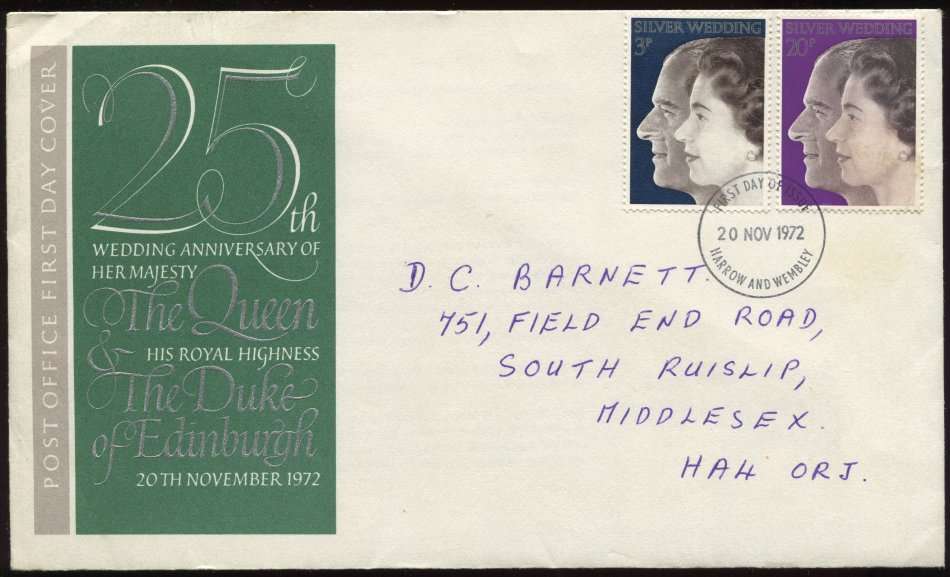 POST OFFICE FIRST DAY COVER
25th
WEDDING ANNIVERSARY OF
HER MAJESTY
The Queen
& HIS ROYAL HIGHNESS
The Duke
of Edinburgh
20TH NOVEMBER 1972
SILVER WEDDING
3P
SILVER WEDDING
20P
FIRST DAY OF ISSUE
20 NOV 1972
HARROW AND WEMBLEY
D. C. BARNETT.
751, FIELD END ROAD,
SOUTH RUISLIP,
MIDDLESEX.
HA4 ORJ.